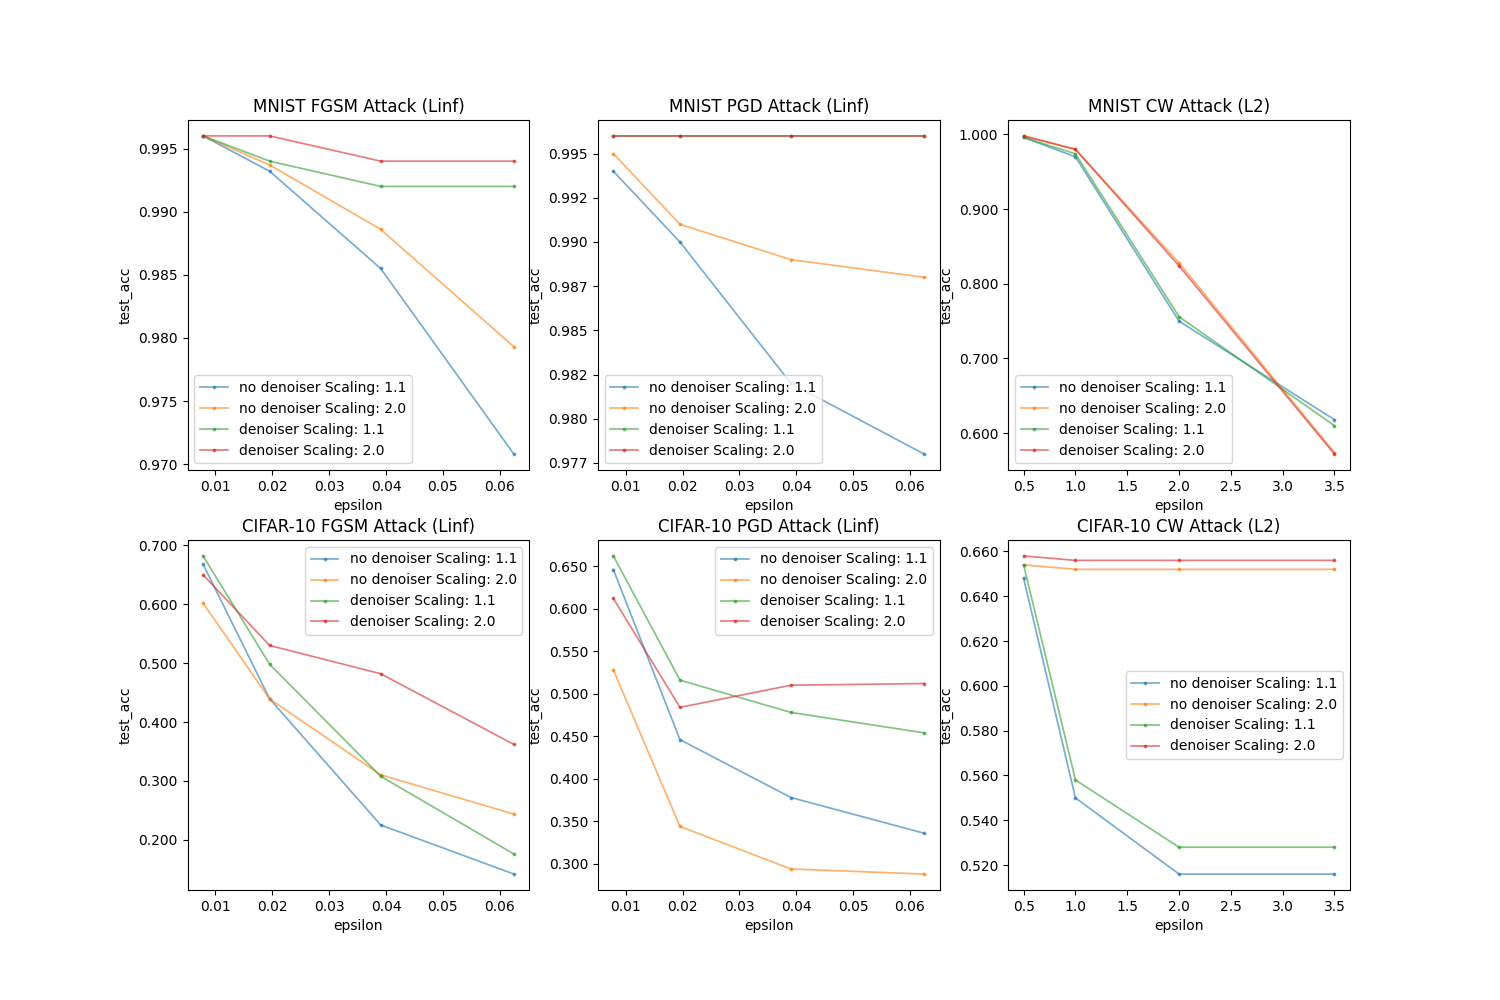 MNIST FGSM Attack (Linf)
test_acc
0.995
0.990
0.985
0.980
0.975
0.970
no denoiser Scaling: 1.1
no denoiser Scaling: 2.0
denoiser Scaling: 1.1
denoiser Scaling: 2.0
0.01 0.02 0.03 0.04 0.05 0.06
epsilon
MNIST PGD Attack (Linf)
test_acc
0.995
0.992
0.990
0.987
0.985
0.982
0.980
0.977
no denoiser Scaling: 1.1
no denoiser Scaling: 2.0
denoiser Scaling: 1.1
denoiser Scaling: 2.0
0.01 0.02 0.03 0.04 0.05 0.06
epsilon
MNIST CW Attack (L2)
test_acc
1.000
0.900
0.800
0.700
0.600
no denoiser Scaling: 1.1
no denoiser Scaling: 2.0
denoiser Scaling: 1.1
denoiser Scaling: 2.0
0.5 1.0 1.5 2.0 2.5 3.0 3.5
epsilon
CIFAR-10 FGSM Attack (Linf)
test_acc
0.700
0.600
0.500
0.400
0.300
0.200
no denoiser Scaling: 1.1
no denoiser Scaling: 2.0
denoiser Scaling: 1.1
denoiser Scaling: 2.0
0.01 0.02 0.03 0.04 0.05 0.06
epsilon
CIFAR-10 PGD Attack (Linf)
test_acc
0.650
0.600
0.550
0.500
0.450
0.400
0.350
0.300
no denoiser Scaling: 1.1
no denoiser Scaling: 2.0
denoiser Scaling: 1.1
denoiser Scaling: 2.0
0.01 0.02 0.03 0.04 0.05 0.06
epsilon
CIFAR-10 CW Attack (L2)
test_acc
0.660
0.640
0.620
0.600
0.580
0.560
0.540
0.520
no denoiser Scaling: 1.1
no denoiser Scaling: 2.0
denoiser Scaling: 1.1
denoiser Scaling: 2.0
0.5 1.0 1.5 2.0 2.5 3.0 3.5
epsilon